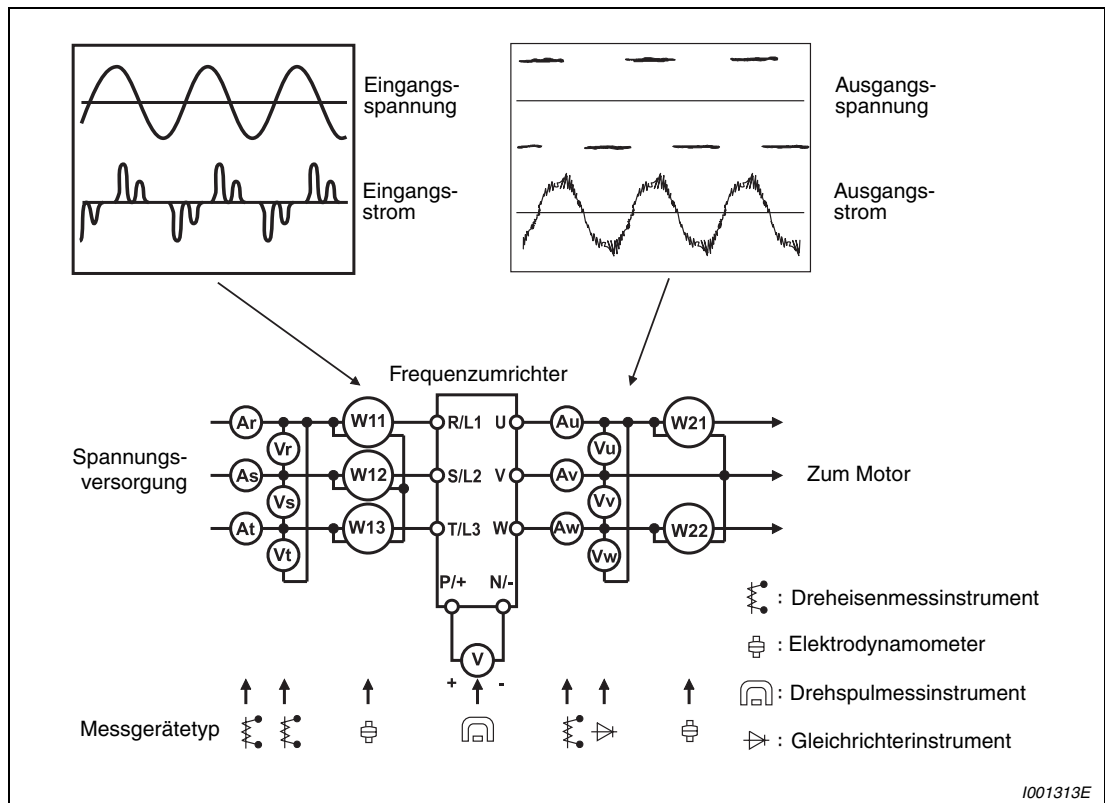 Eingangs-
spannung
Eingangs-
strom
Ausgangs-
spannung
Ausgangs-
strom
Frequenzumrichter
Ar
W11
R/L1 U
Au
W21
Vr
Vu
Spannungs-
versorgung
As
W12
S/L2 V
Av
Zum Motor
Vs
Vv
At
W13
T/L3 W
Aw
W22
Vt
Vw
P/+ N/-
V
+ -
: Dreheisenmessinstrument
: Elektrodynamometer
: Drehspulmessinstrument
: Gleichrichterinstrument
Messgerätetyp
I001313E